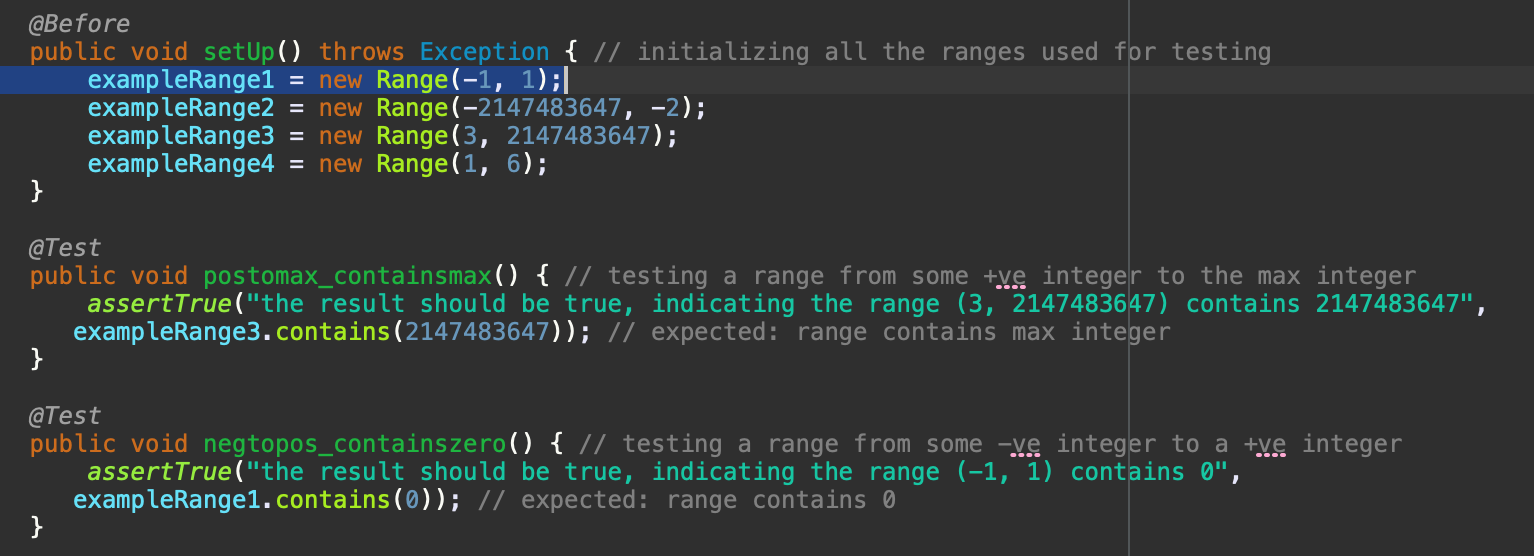 @Before
public void setUp() throws Exception { // initializing all the ranges used for testing
exampleRange1 = new Range(-1, 1);
exampleRange2 = new Range(-2147483647, -2);
exampleRange3 = new Range(3, 2147483647);
exampleRange4 = new Range(1, 6);
}
@Test
public void postomax_containsmax() { // testing a range from some +ve integer to the max integer
assertTrue("the result should be true, indicating the range (3, 2147483647) contains 2147483647",
exampleRange3.contains(2147483647)); // expected: range contains max integer
}
@Test
public void negtopos_containszero() { // testing a range from some -ve integer to a +ve integer
assertTrue("the result should be true, indicating the range (-1, 1) contains 0",
exampleRange1.contains(0)); // expected: range contains 0
}